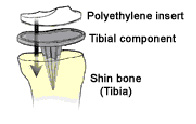 Polyethylene insert
Tibial component
Shin bone
(Tibia)